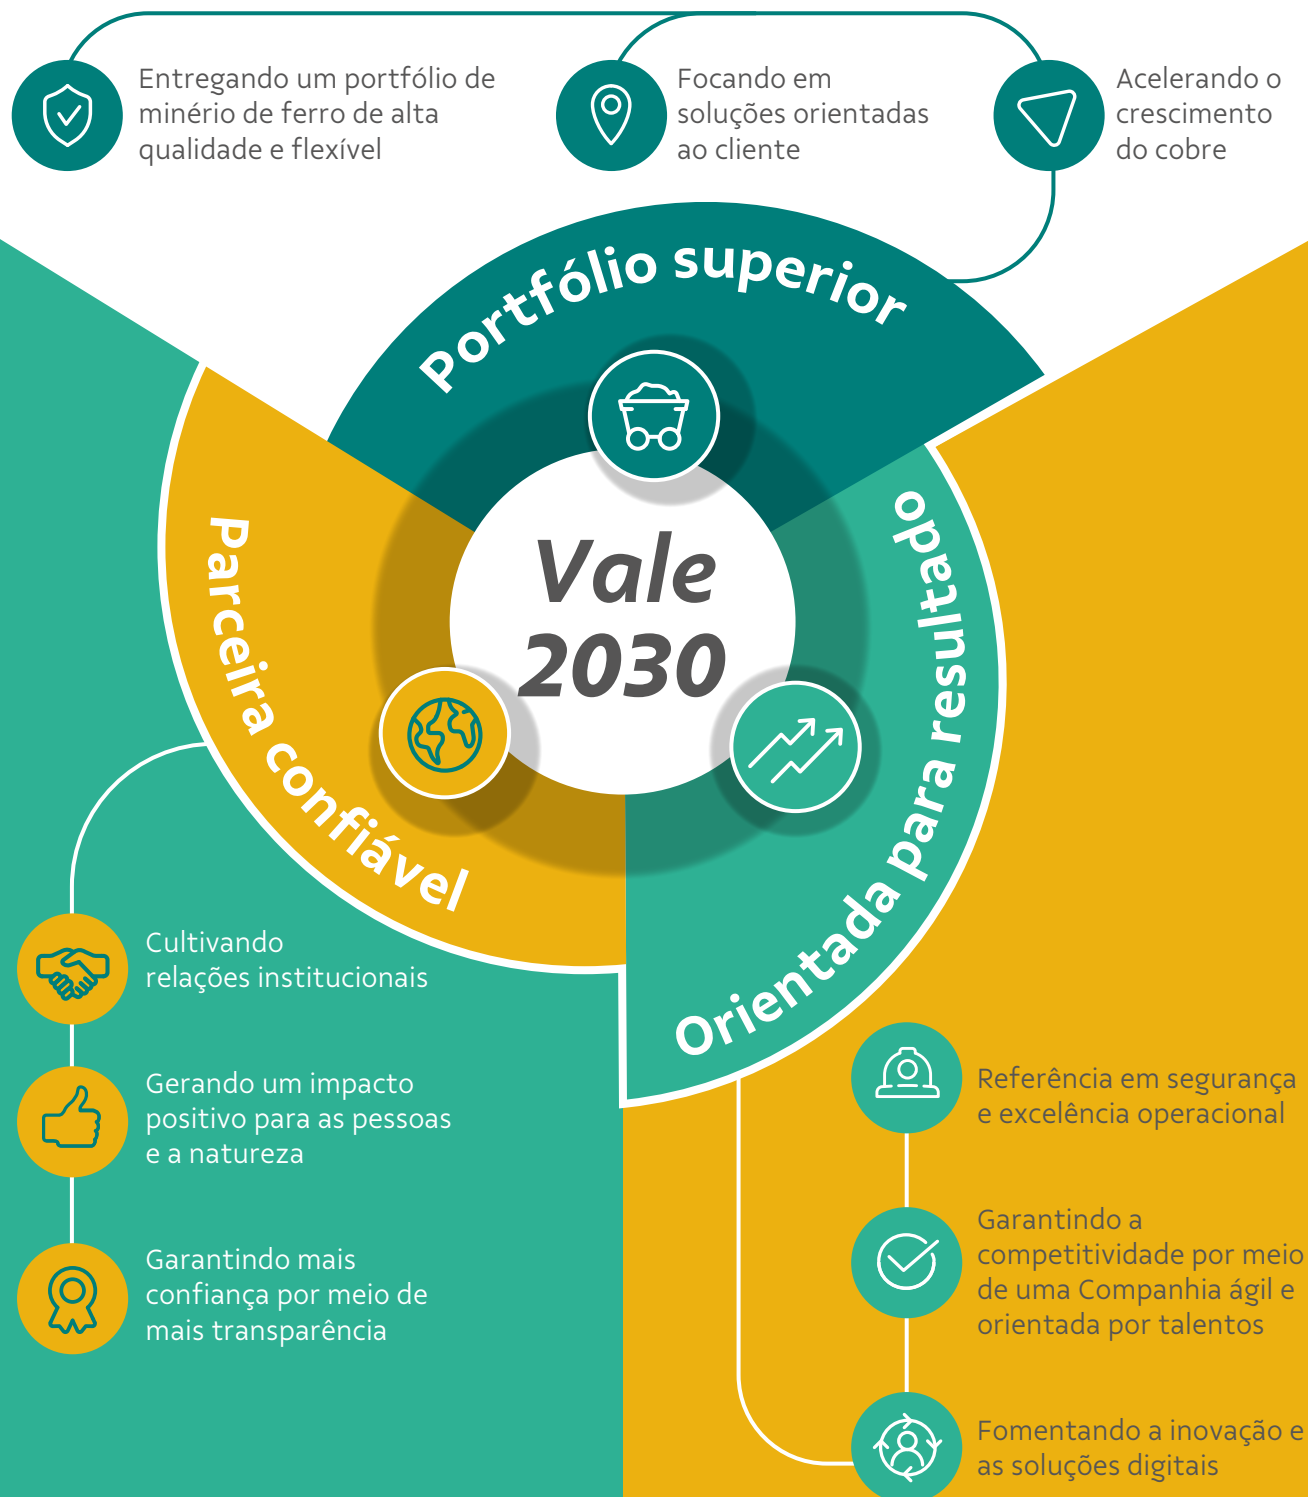 Entregando um portfólio de
minério de ferro de alta
qualidade e flexível
Focando em
soluções orientadas
ao cliente
Acelerando o
crescimento
do cobre
Portfólio superior
Vale
2030
Parceira confiável
Orientada para resultado
Cultivando
relações institucionais
Gerando um impacto
positivo para as pessoas
e a natureza
Garantindo mais
confiança por meio de
mais transparência
Referência em segurança
e excelência operacional
Garantindo a
competitividade por meio
de uma Companhia ágil e
orientada por talentos
Fomentando a inovação e
as soluções digitais